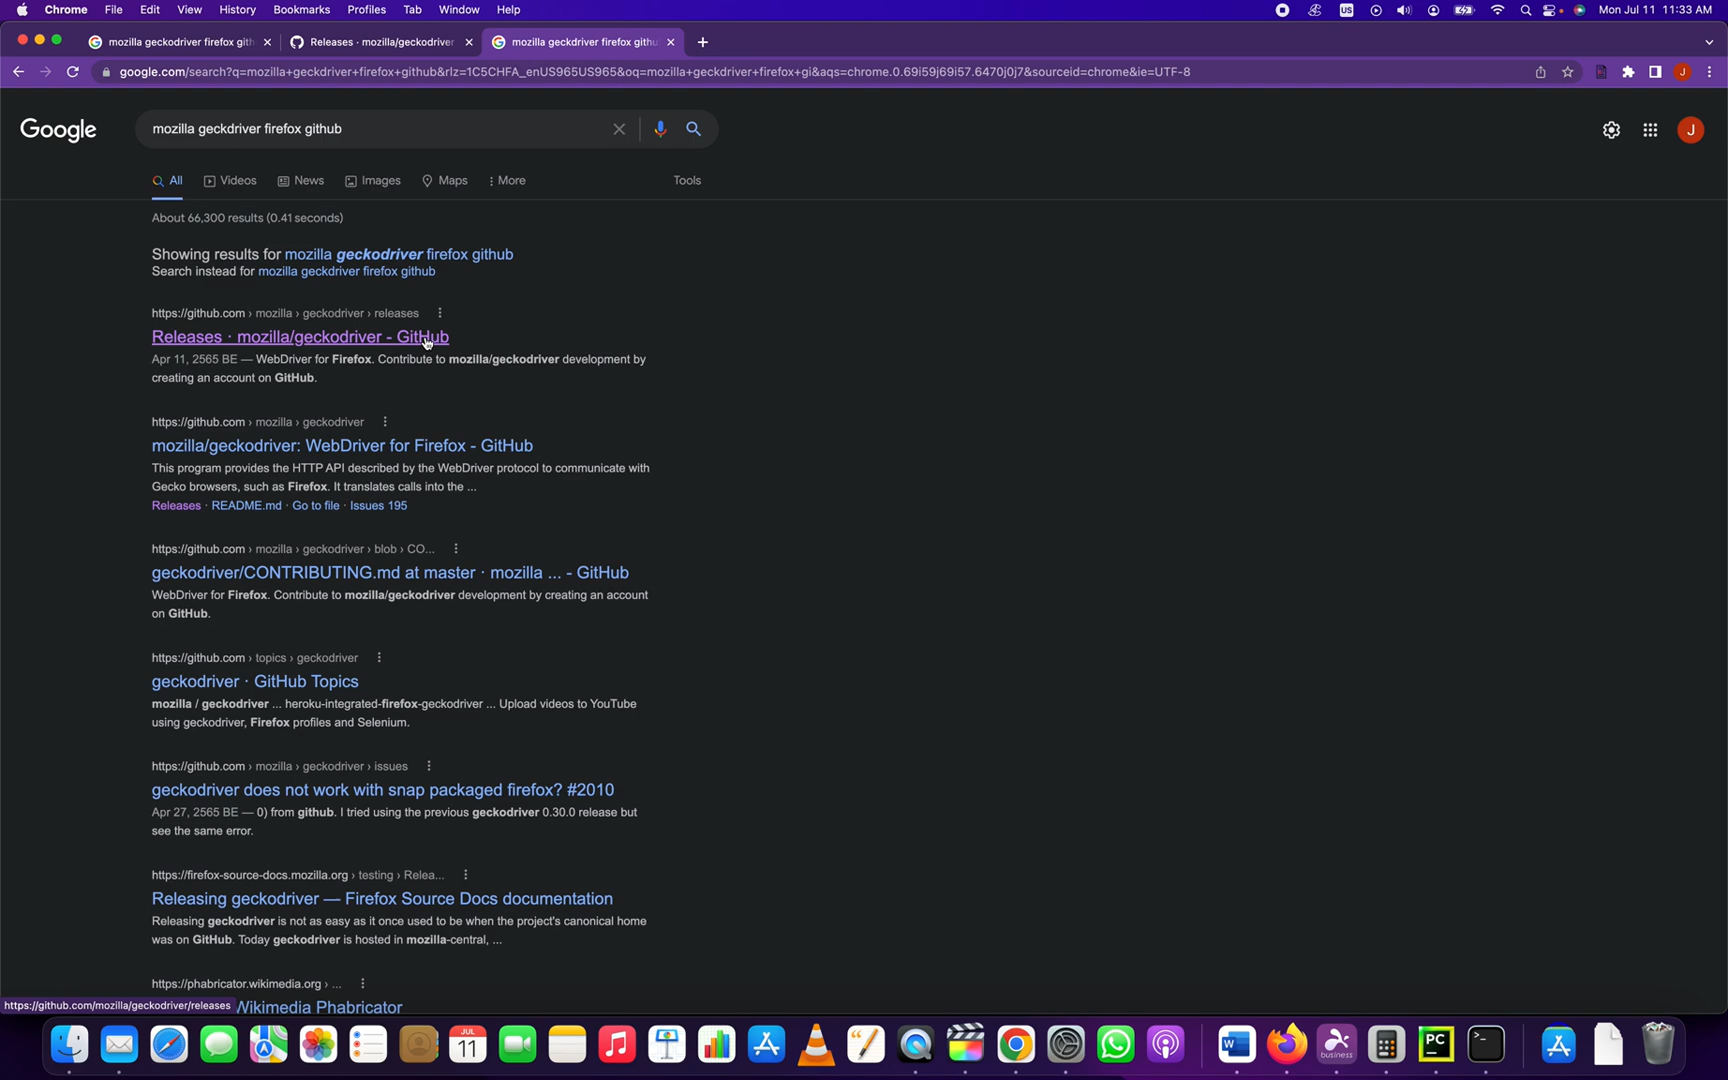 Chrome File Edit View History Bookmarks Profiles Tab Window Help US Mon Jul 11 11:33 AM
mozilla geckodriver firefox gith Releases · mozilla/geckodriver mozilla geckdriver firefox githu
google.com/search?q=mozilla+geckdriver+firefox+github&rlz=1C5CHFA_enUS965US965&oq=mozilla+geckdriver+firefox+gi&aqs=chrome.0.69i59j69i57.6470j0j7&sourceid=chrome&ie=UTF-8 J
Google mozilla geckdriver firefox github J
All Videos News Images Maps More Tools
About 66,300 results (0.41 seconds)
Showing results for mozilla geckodriver firefox github
Search instead for mozilla geckdriver firefox github
https://github.com › mozilla › geckodriver › releases
Releases · mozilla/geckodriver - GitHub
Apr 11, 2565 BE — WebDriver for Firefox. Contribute to mozilla/geckodriver development by
creating an account on GitHub.
https://github.com › mozilla › geckodriver
mozilla/geckodriver: WebDriver for Firefox - GitHub
This program provides the HTTP API described by the WebDriver protocol to communicate with
Gecko browsers, such as Firefox. It translates calls into the ...
Releases · README.md · Go to file · Issues 195
https://github.com › mozilla › geckodriver › blob › CO...
geckodriver/CONTRIBUTING.md at master · mozilla ... - GitHub
WebDriver for Firefox. Contribute to mozilla/geckodriver development by creating an account
on GitHub.
https://github.com › topics › geckodriver
geckodriver · GitHub Topics
mozilla / geckodriver ... heroku-integrated-firefox-geckodriver ... Upload videos to YouTube
using geckodriver, Firefox profiles and Selenium.
https://github.com › mozilla › geckodriver › issues
geckodriver does not work with snap packaged firefox? #2010
Apr 27, 2565 BE — 0) from github. I tried using the previous geckodriver 0.30.0 release but
see the same error.
https://firefox-source-docs.mozilla.org › testing › Relea...
Releasing geckodriver — Firefox Source Docs documentation
Releasing geckodriver is not as easy as it once used to be when the project's canonical home
was on GitHub. Today geckodriver is hosted in mozilla-central, ...
https://phabricator.wikimedia.org › ...
https://github.com/mozilla/geckodriver/releases Wikimedia Phabricator
JUL
11
W
business
PC